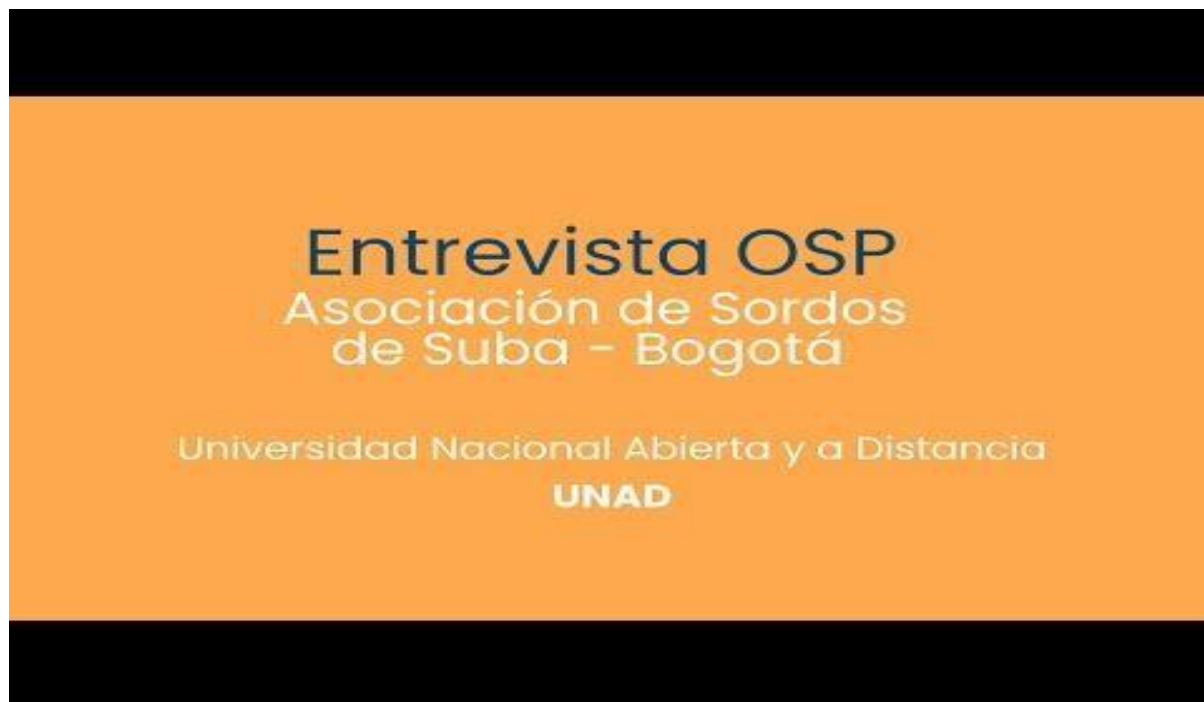 Entrevista OSP
Asociación de Sordos
de Suba - Bogotá
Universidad Nacional Abierta y a Distancia
UNAD